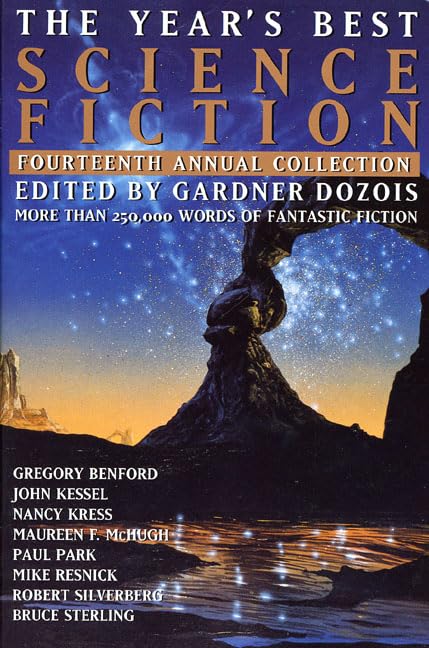 THE YEAR'S BEST
SCIENCE
FICTION
FOURTEENTH ANNUAL COLLECTION
EDITED BY GARDNER DOZOIS
MORE THAN 250,000 WORDS OF FANTASTIC FICTION
GREGORY BENFORD
JOHN KESSEL
NANCY KRESS
MAUREEN F. McHUGH
PAUL PARK
MIKE RESNICK
ROBERT SILVERBERG
BRUCE STERLING